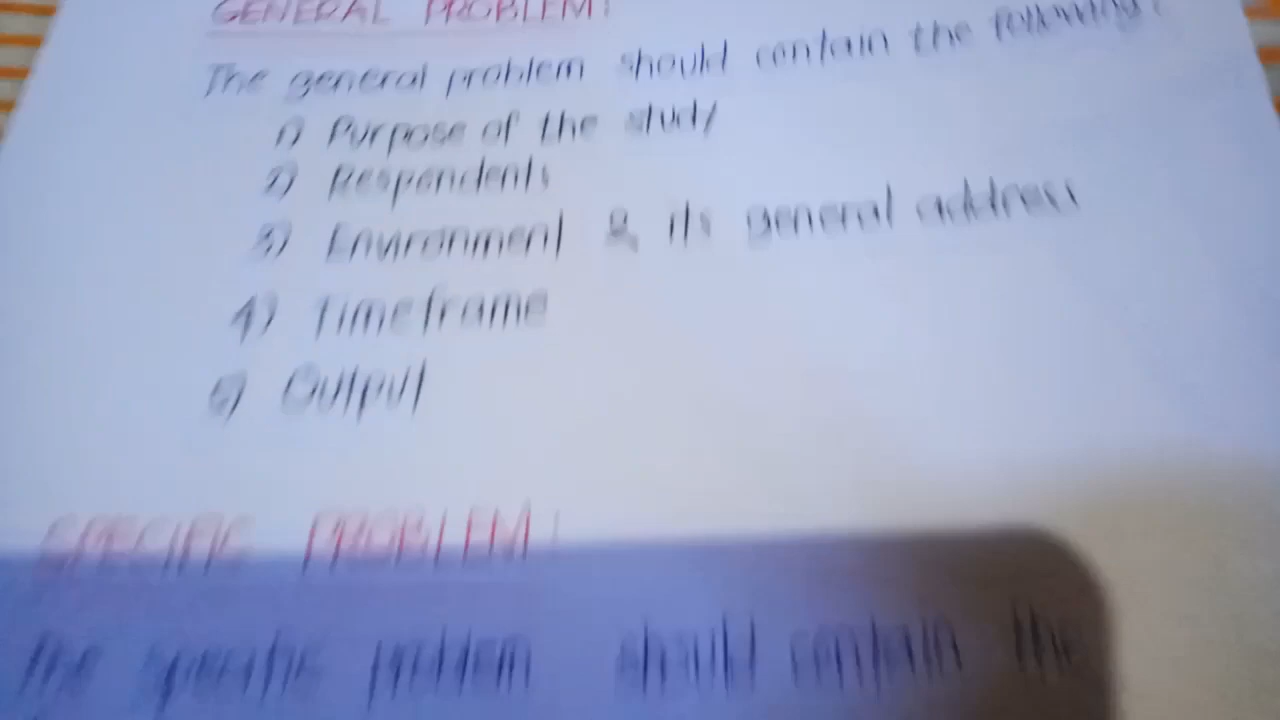 GENERAL PROBLEM:
The general problem should contain the following:
1) Purpose of the study
2) Respondents
3) Environment & its general address
4) Timeframe
5) Output
SPECIFIC PROBLEM:
The specific problem should contain the